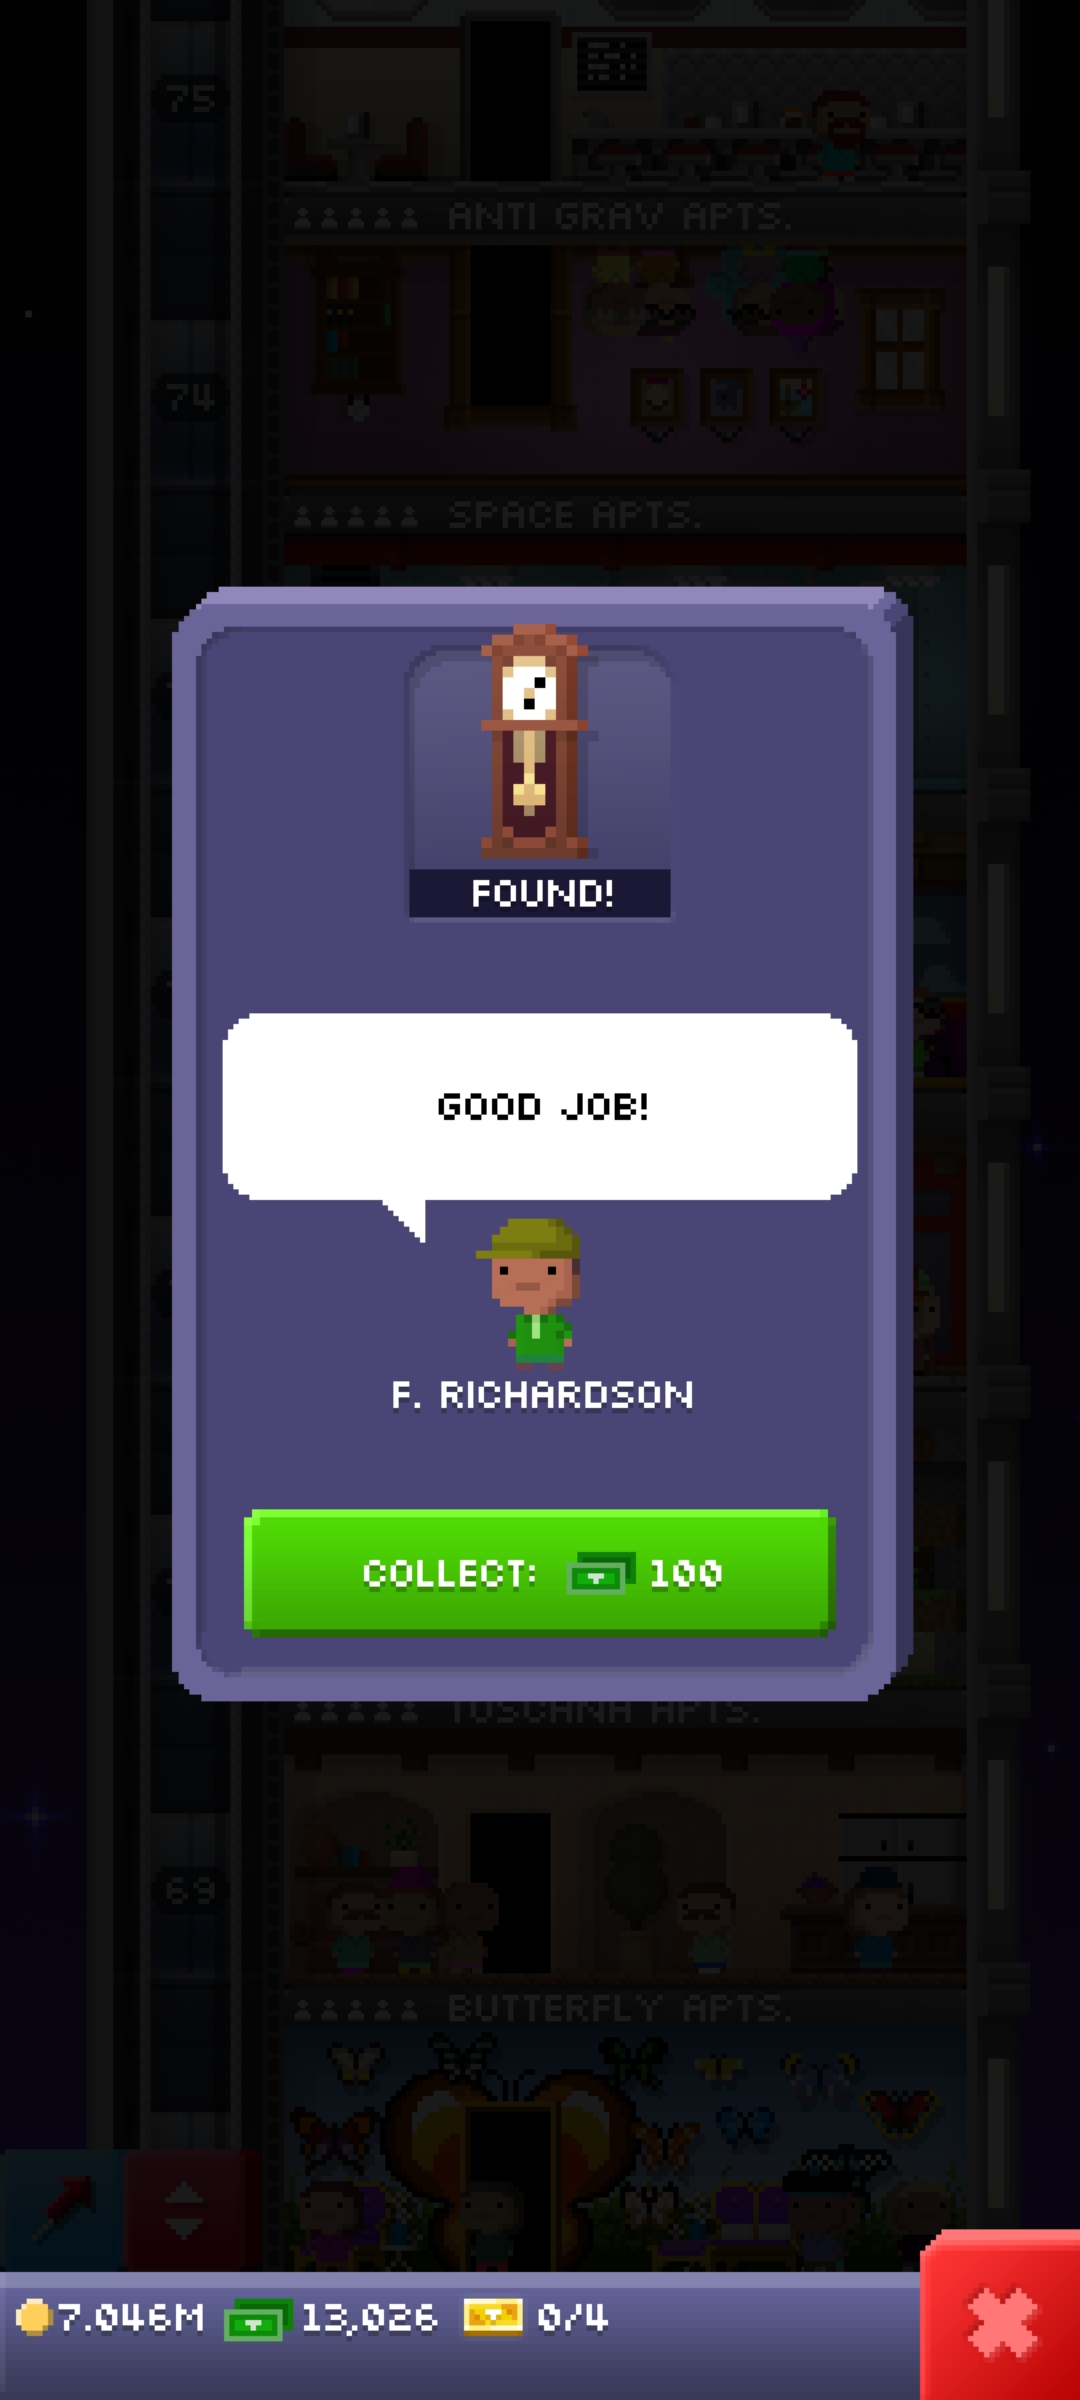 75
ANTI GRAV APTS.
74
SPACE APTS.
FOUND!
GOOD JOB!
F. RICHARDSON
COLLECT: 100
TUSCANA APTS.
69
BUTTERFLY APTS.
7.046M 13,026 0/4